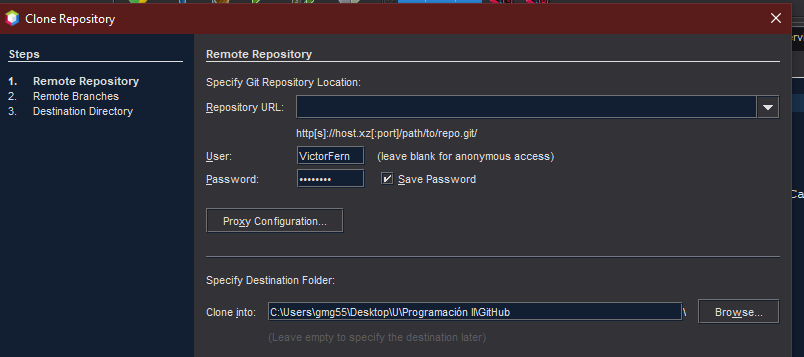 Clone Repository
Steps
1. Remote Repository
2. Remote Branches
3. Destination Directory
Remote Repository
Specify Git Repository Location:
Repository URL:
http[s]://host.xz[:port]/path/to/repo.git/
User: VictorFern (leave blank for anonymous access)
Password: •••••••• Save Password
Proxy Configuration...
Specify Destination Folder:
Clone into: C:\Users\gmg55\Desktop\U\Programación II\GitHub \ Browse...
(Leave empty to specify the destination later)